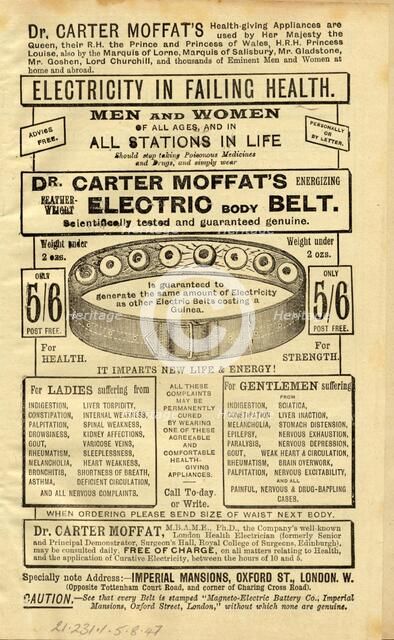 Dr. CARTER MOFFAT'S Health-giving Appliances are
used by Her Majesty the
Queen, their R.H. the Prince and Princess of Wales, H.R.H. Princess
Louise, also by the Marquis of Lorne, Marquis of Salisbury, Mr. Gladstone,
Mr. Goshen, Lord Churchill, and thousands of Eminent Men and Women at
home and abroad.
ELECTRICITY IN FAILING HEALTH.
MEN AND WOMEN
OF ALL AGES, AND IN
ADVICE
FREE.
ALL STATIONS IN LIFE
PERSONALLY
OR
BY LETTER.
Should stop taking Poisonous Medicines
and Drugs, and simply wear
DR. CARTER MOFFAT'S ENERGIZING
FEATHER-
WEIGHT
ELECTRIC BODY BELT.
Scientifically tested and guaranteed genuine.
Weight under
2 ozs.
Weight under
2 ozs.
ONLY
5/6
POST FREE.
Is guaranteed to
generate the same amount of Electricity
as other Electric Belts costing a
Guinea.
ONLY
5/6
POST FREE.
For
HEALTH.
For
STRENGTH.
IT IMPARTS NEW LIFE & ENERGY!
For LADIES suffering from
INDIGESTION, LIVER TORPIDITY,
CONSTIPATION, INTERNAL WEAKNESS,
PALPITATION, SPINAL WEAKNESS,
DROWSINESS, KIDNEY AFFECTIONS,
GOUT, VARICOSE VEINS,
RHEUMATISM, SLEEPLESSNESS,
MELANCHOLIA, HEART WEAKNESS,
BRONCHITIS, SHORTNESS OF BREATH,
ASTHMA, DEFICIENT CIRCULATION,
AND ALL NERVOUS COMPLAINTS.
ALL THESE
COMPLAINTS
MAY BE
PERMANENTLY
CURED
BY WEARING
ONE OF THESE
AGREEABLE
AND
COMFORTABLE
HEALTH-
GIVING
APPLIANCES.
Call To-day.
or Write.
For GENTLEMEN suffering
FROM
INDIGESTION, SCIATICA,
CONSTIPATION, LIVER INACTION,
MELANCHOLIA, STOMACH DISTENSION,
EPILEPSY, NERVOUS EXHAUSTION,
PARALYSIS, NERVOUS DEPRESSION,
GOUT, WEAK HEART & CIRCULATION,
RHEUMATISM, BRAIN OVERWORK,
PALPITATION, NERVOUS EXCITABILITY,
AND ALL
PAINFUL, NERVOUS & DRUG-BAFFLING
CASES.
WHEN ORDERING PLEASE SEND SIZE OF WAIST NEXT BODY.
Dr. CARTER MOFFAT, M.B.A.M.E., Ph.D., the Company's well-known
London Health Electrician (formerly Senior
and Principal Demonstrator, Surgeon's Hall, Royal College of Surgeons, Edinburgh),
may be consulted daily, FREE OF CHARGE, on all matters relating to Health,
and the application of Curative Electricity, between the hours of 10 and 5.
Specially note Address:—IMPERIAL MANSIONS, OXFORD ST., LONDON. W.
(Opposite Tottenham Court Road, and corner of Charing Cross Road).
CAUTION.—See that every Belt is stamped "Magneto-Electric Battery Co., Imperial
Mansions, Oxford Street, London," without which none are genuine.
21·231·1-5·8·47